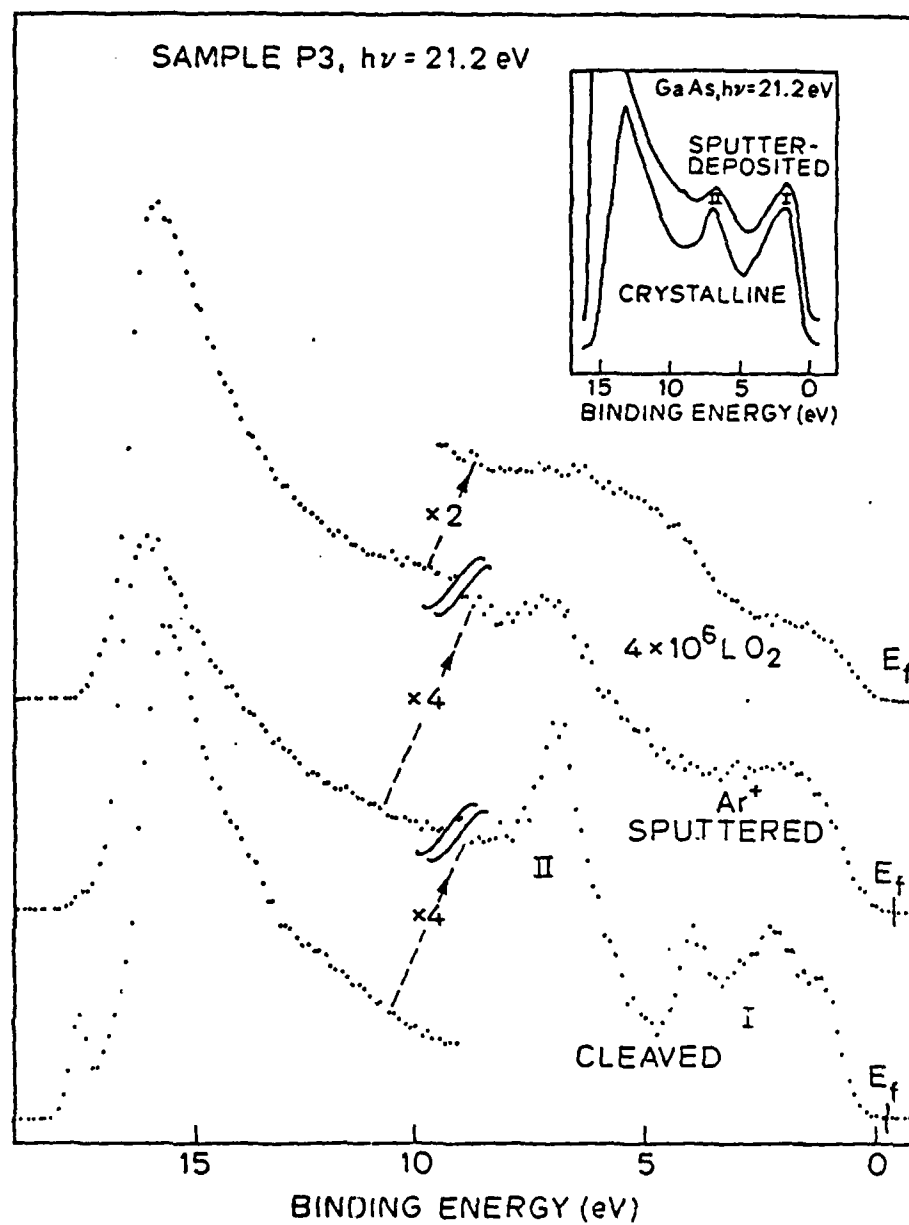 SAMPLE P3, hν = 21.2 eV
GaAs, hν=21.2 eV
SPUTTER-
DEPOSITED
II I
CRYSTALLINE
15 10 5 0
BINDING ENERGY (eV)
×2
4×10⁶ L O₂
E_f
×4
Ar⁺
SPUTTERED
E_f
II
×4
I
CLEAVED
E_f
15 10 5 0
BINDING ENERGY (eV)